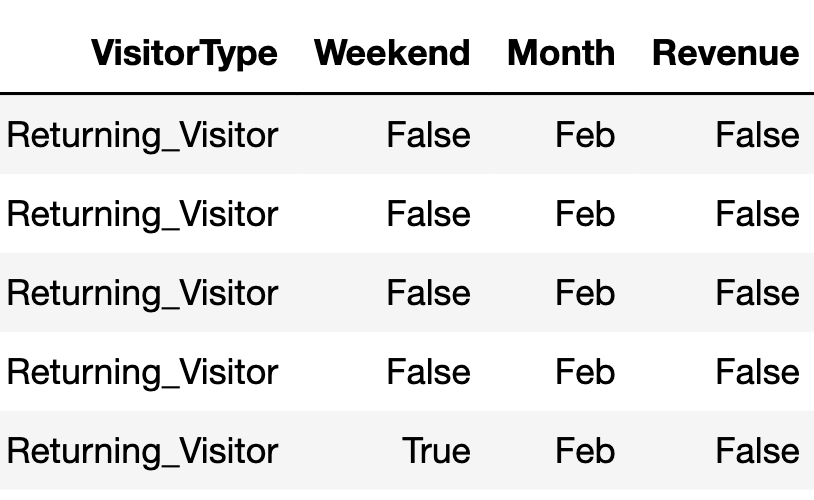 VisitorType Weekend Month Revenue
Returning_Visitor False Feb False
Returning_Visitor False Feb False
Returning_Visitor False Feb False
Returning_Visitor False Feb False
Returning_Visitor True Feb False